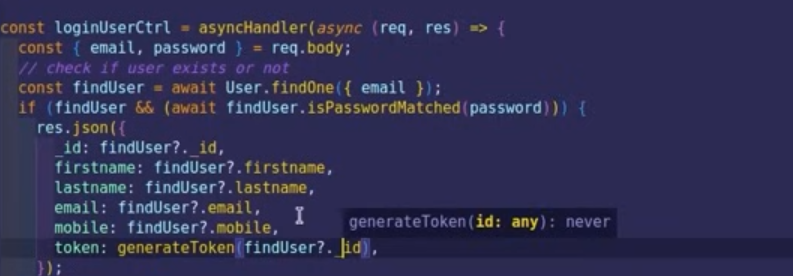 const loginUserCtrl = asyncHandler(async (req, res) => {
  const { email, password } = req.body;
  // check if user exists or not
  const findUser = await User.findOne({ email });
  if (findUser && (await findUser.isPasswordMatched(password))) {
    res.json({
      _id: findUser?._id,
      firstname: findUser?.firstname,
      lastname: findUser?.lastname,
      email: findUser?.email,
generateToken(id: any): never
      mobile: findUser?.mobile,
      token: generateToken(findUser?._id),
    });